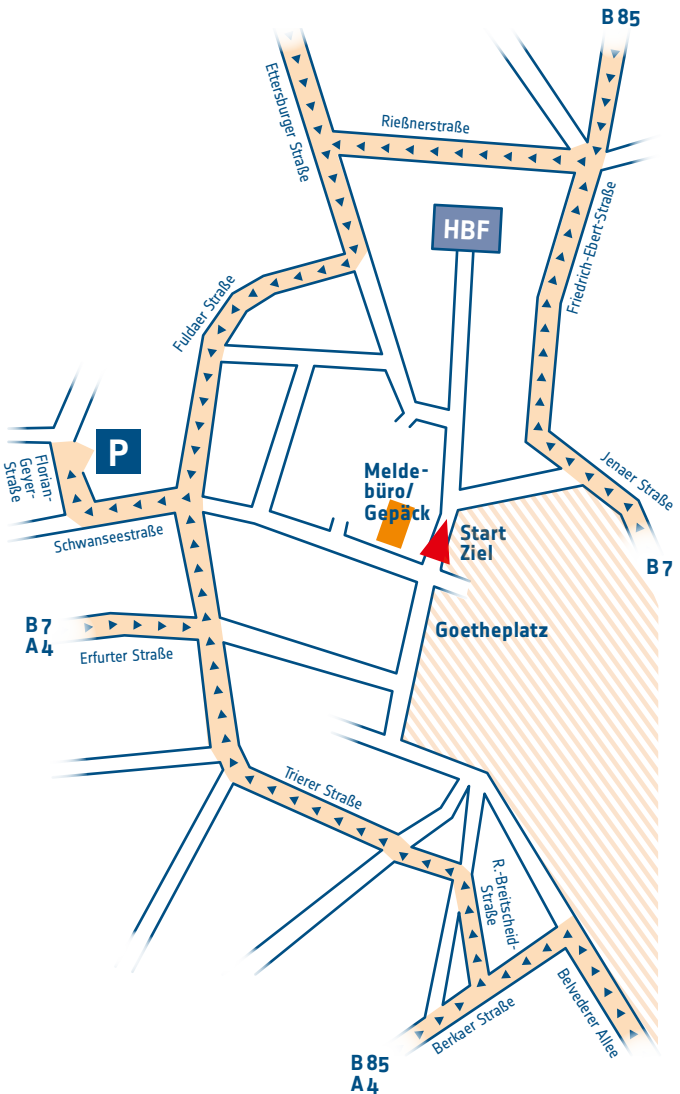 B 85
Ettersburger Straße
Rießnerstraße
HBF
Friedrich-Ebert-Straße
Fuldaer Straße
P
Florian-
Geyer-
Straße
Melde-
büro/
Gepäck
Jenaer Straße
Schwanseestraße
Start
Ziel
B 7
B 7
A 4
Erfurter Straße
Goetheplatz
Trierer Straße
R.-Breitscheid-
Straße
Berkaer Straße
Belvederer Allee
B 85
A 4